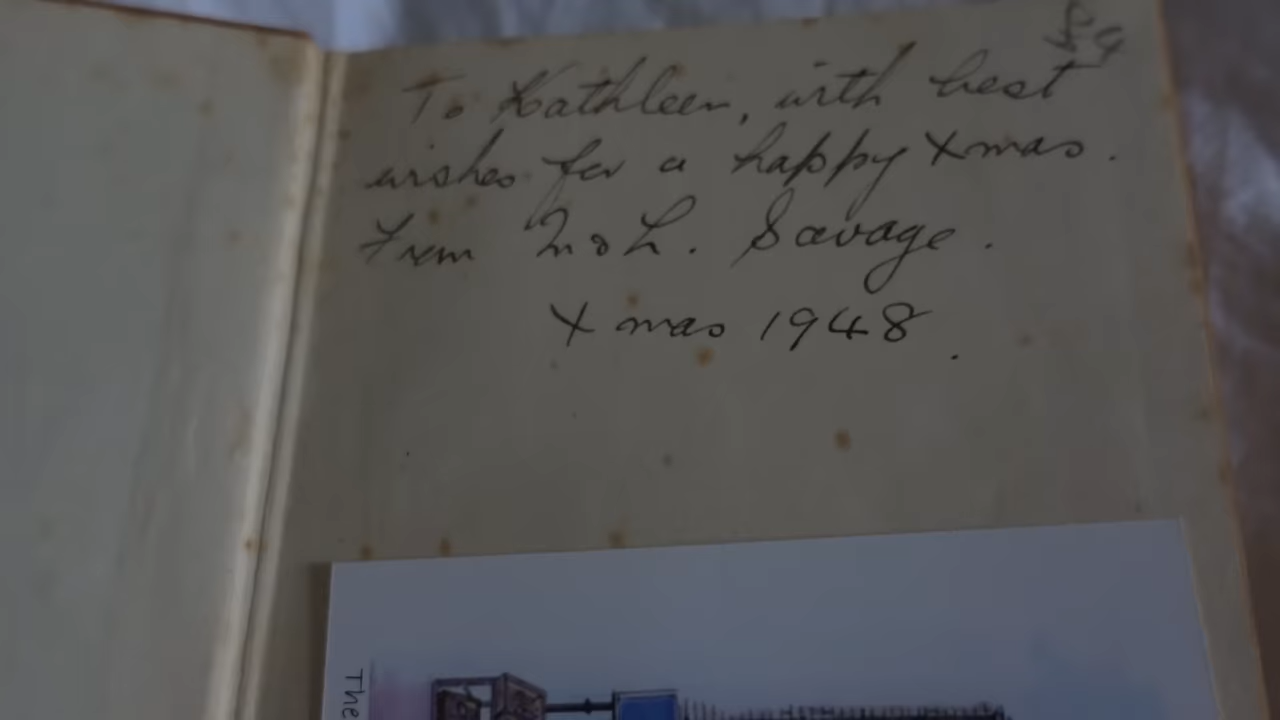 To Kathleen, with best
wishes for a happy Xmas.
From M & L. Savage.
Xmas 1948.
The